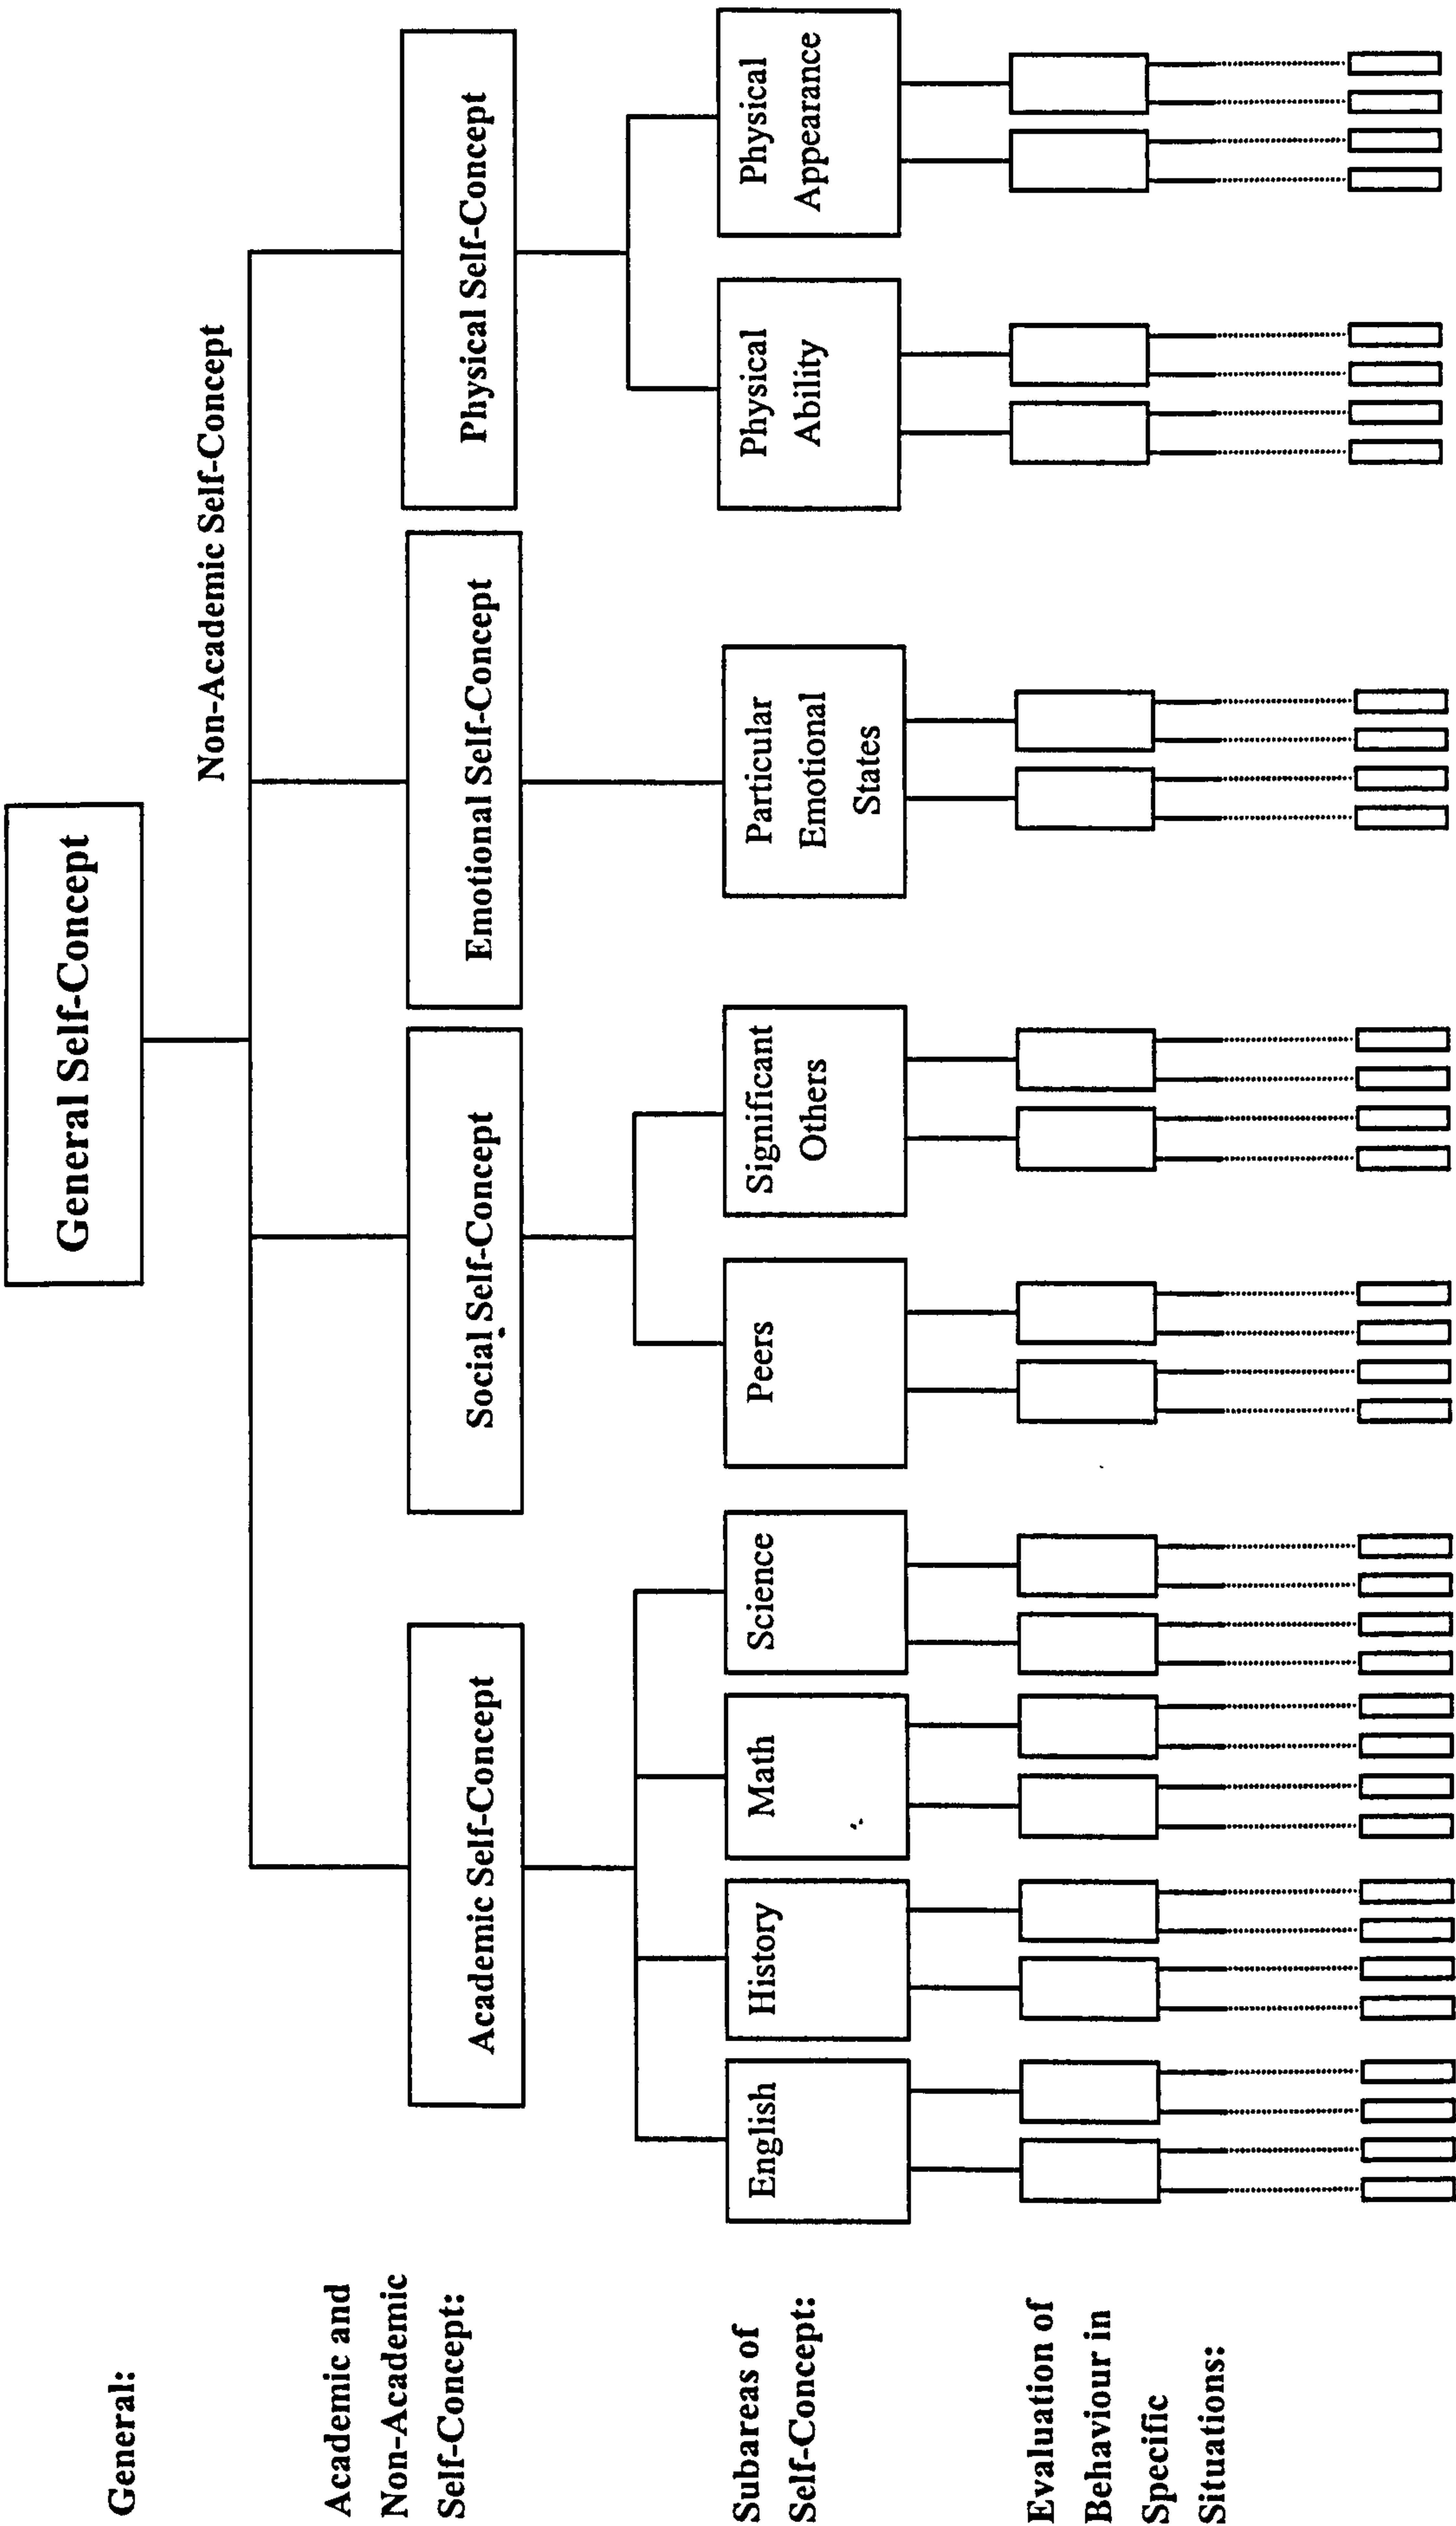 General:
General Self-Concept
Non-Academic Self-Concept
Academic and
Non-Academic
Self-Concept:
Academic Self-Concept
Social Self-Concept
Emotional Self-Concept
Physical Self-Concept
Subareas of
Self-Concept:
English
History
Math
Science
Peers
Significant
Others
Particular
Emotional
States
Physical
Ability
Physical
Appearance
Evaluation of
Behaviour in
Specific
Situations: